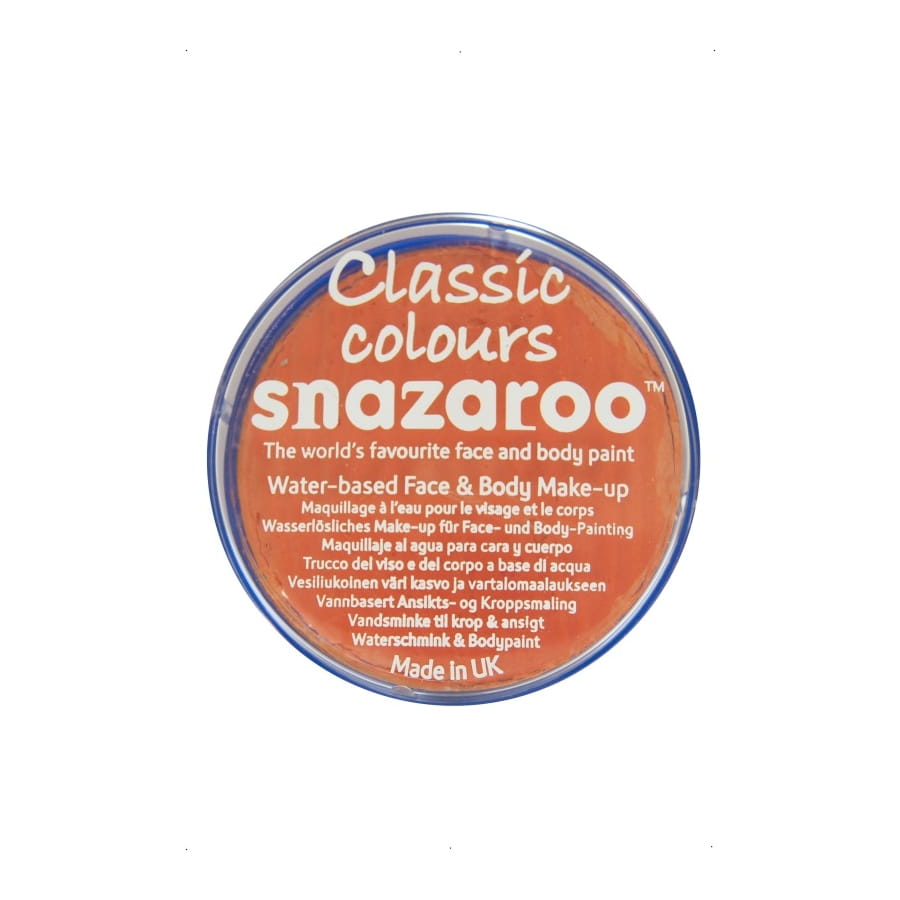 Classic
colours
snazaroo™
The world's favourite face and body paint
Water-based Face & Body Make-up
Maquillage à l'eau pour le visage et le corps
Wasserlösliches Make-up für Face- und Body-Painting
Maquillaje al agua para cara y cuerpo
Trucco del viso e del corpo a base di acqua
Vesiliukoinen väri kasvo ja vartalomaalaukseen
Vannbasert Ansikts- og Kroppsmaling
Vandsminke til krop & ansigt
Waterschmink & Bodypaint
Made in UK